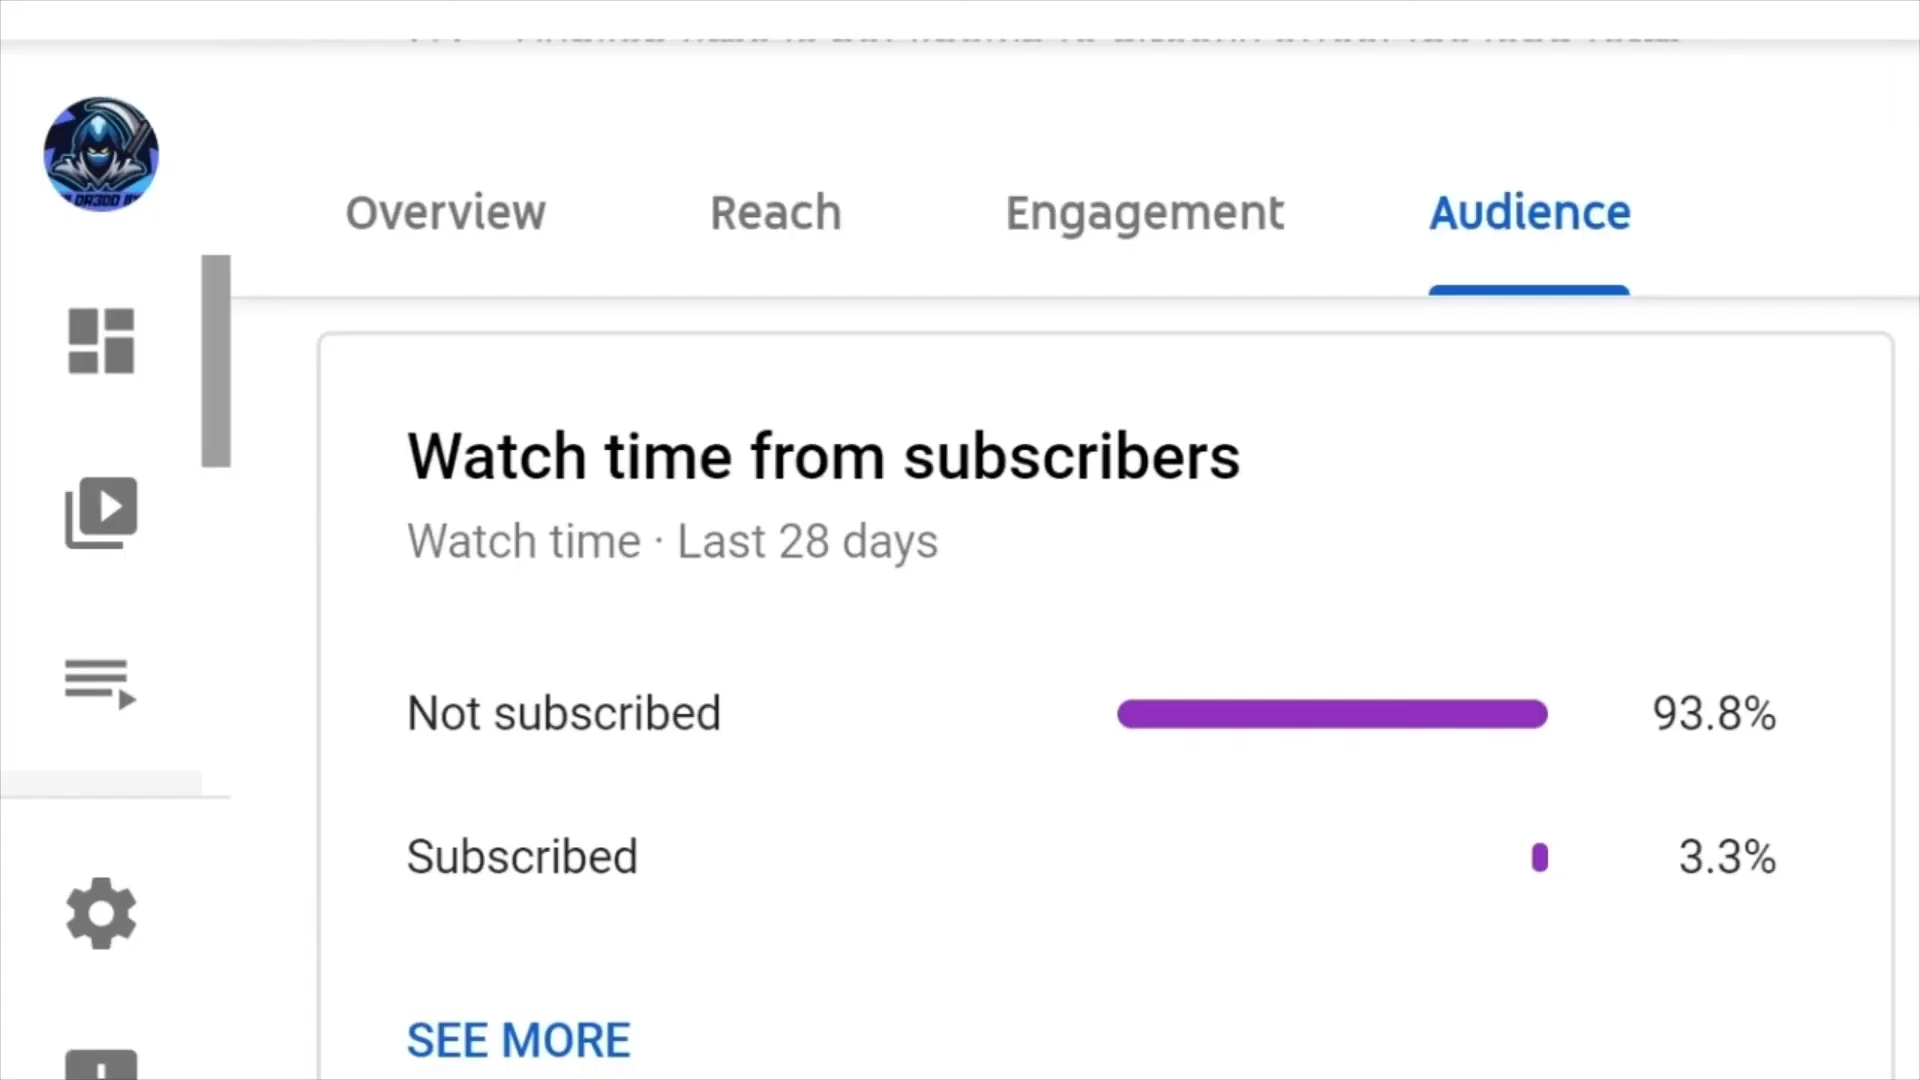 Overview Reach Engagement Audience
Watch time from subscribers
Watch time · Last 28 days
Not subscribed 93.8%
Subscribed 3.3%
SEE MORE